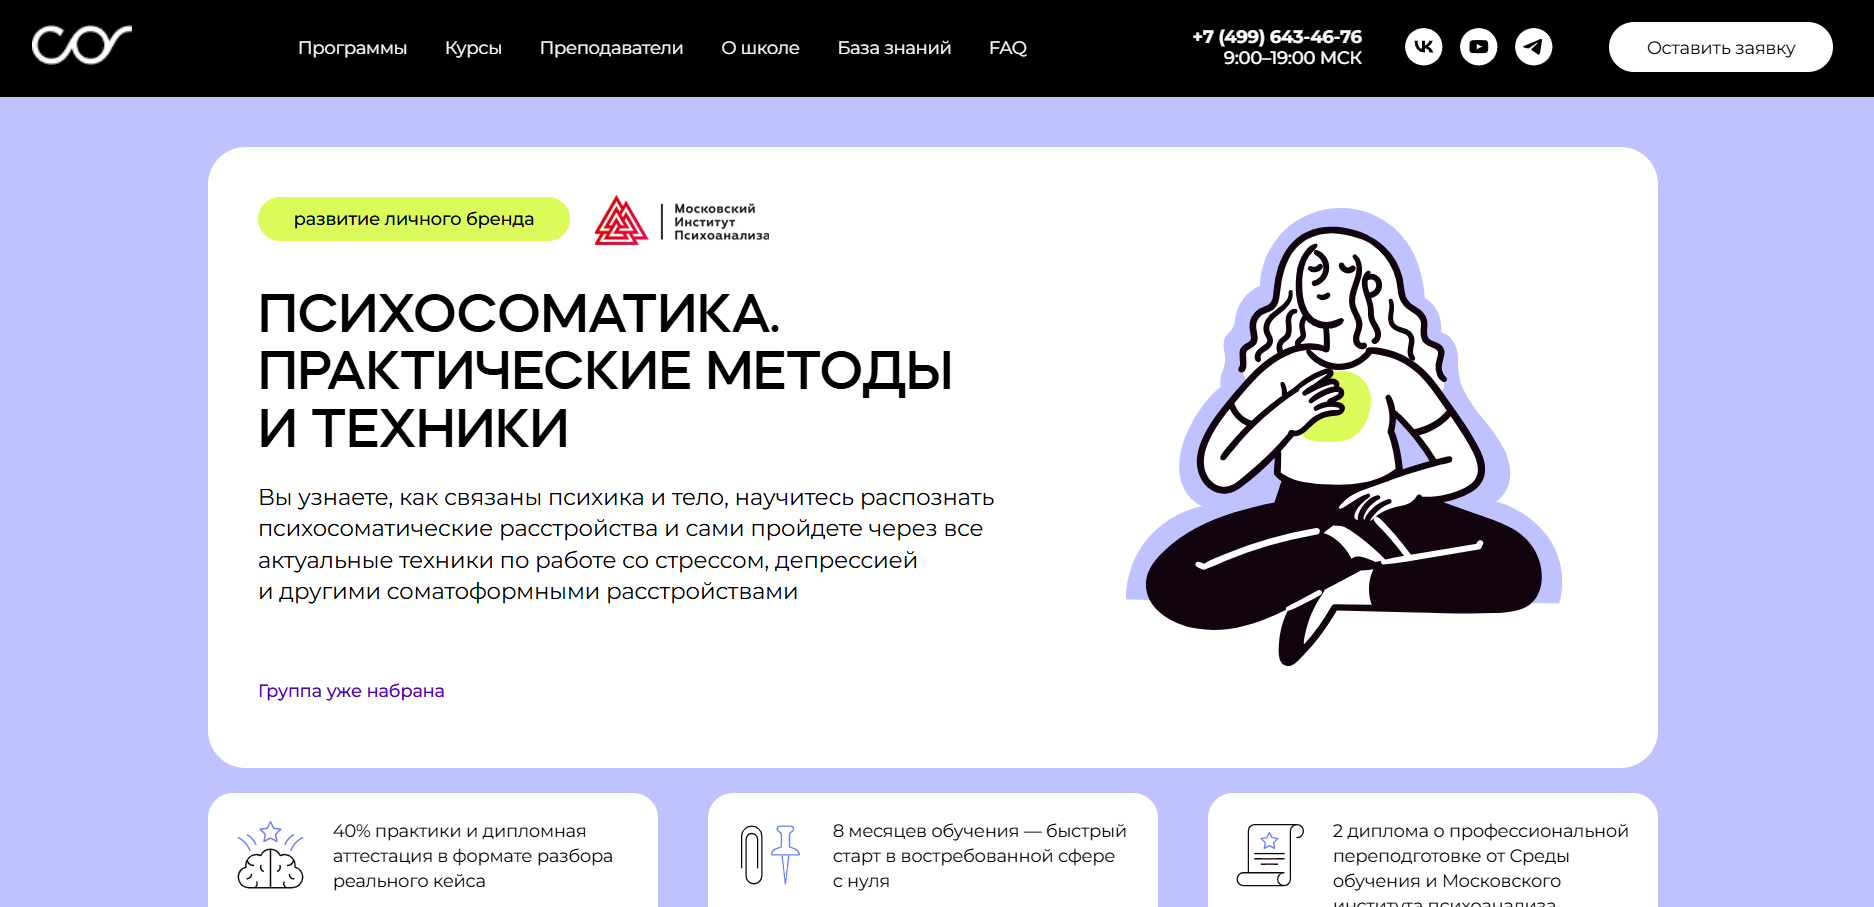 COR
Программы
Курсы
Преподаватели
О школе
База знаний
FAQ
+7 (499) 643-46-76
9:00–19:00 МСК
Оставить заявку
развитие личного бренда
Московский
Институт
Психоанализа
ПСИХОСОМАТИКА.
ПРАКТИЧЕСКИЕ МЕТОДЫ
И ТЕХНИКИ
Вы узнаете, как связаны психика и тело, научитесь распознать
психосоматические расстройства и сами пройдете через все
актуальные техники по работе со стрессом, депрессией
и другими соматоформными расстройствами
Группа уже набрана
40% практики и дипломная
аттестация в формате разбора
реального кейса
8 месяцев обучения — быстрый
старт в востребованной сфере
с нуля
2 диплома о профессиональной
переподготовке от Среды
обучения и Московского
института психоанализа